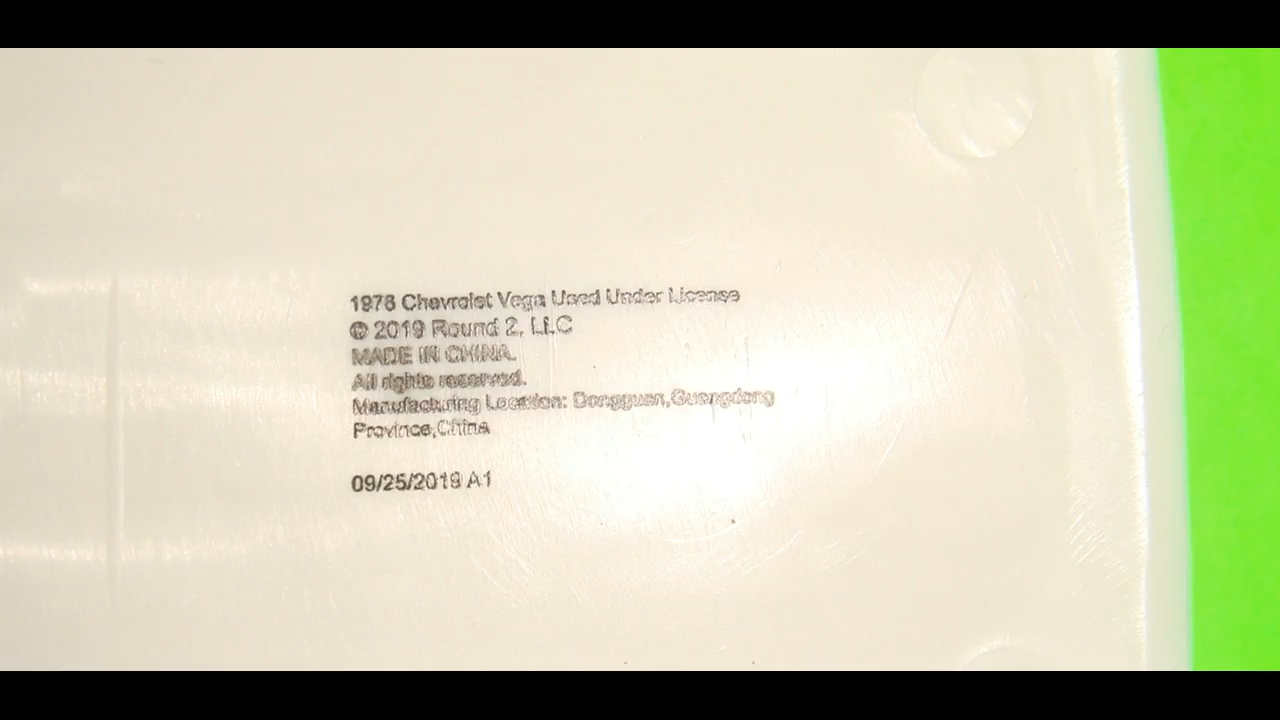 1976 Chevrolet Vega Used Under License
© 2019 Round 2, LLC
MADE IN CHINA.
All rights reserved.
Manufacturing Location: Dongguan,Guangdong
Province,China
09/25/2019 A1